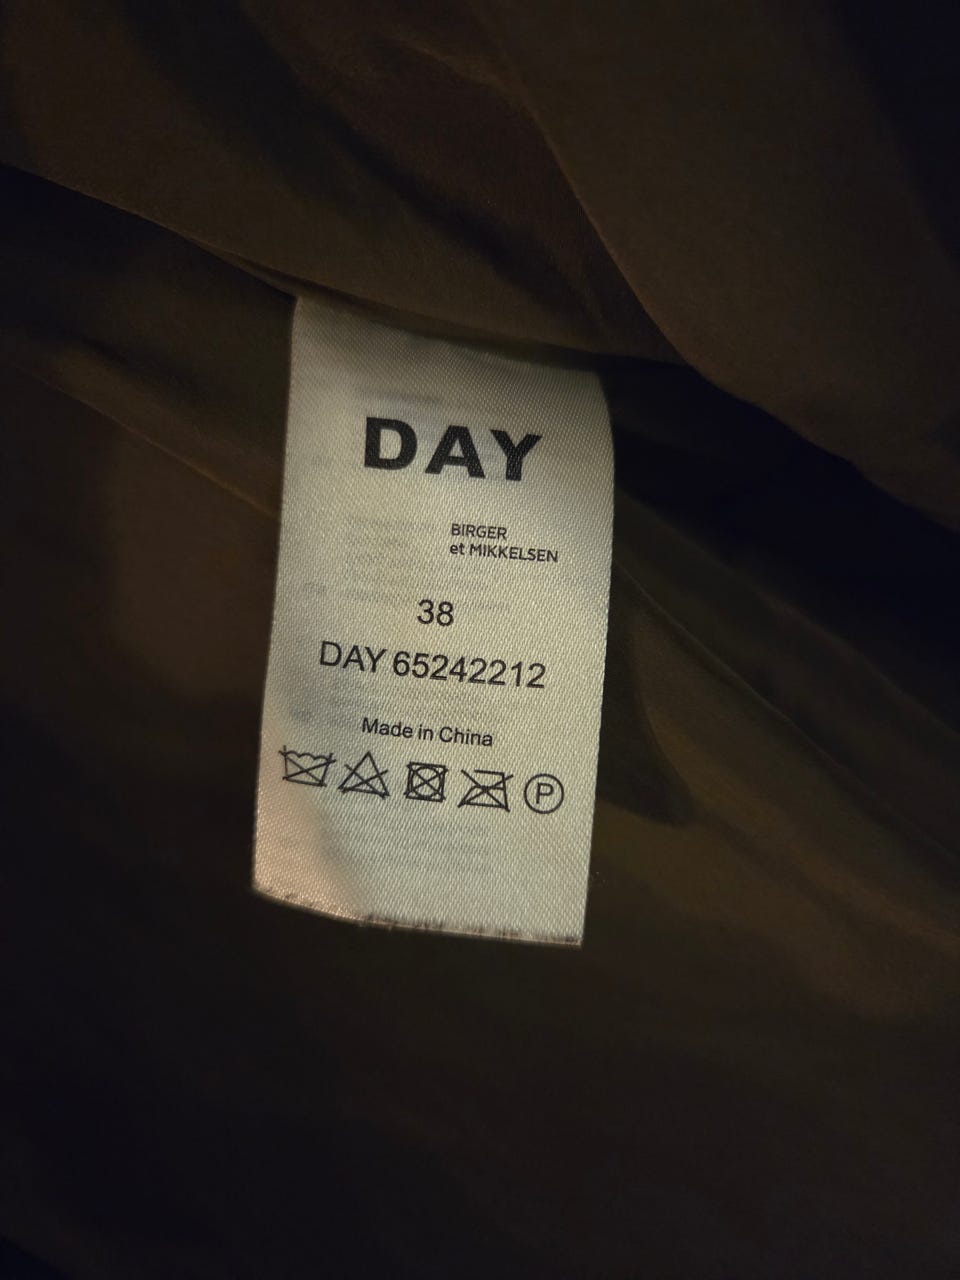 DAY
BIRGER
et MIKKELSEN
38
DAY 65242212
Made in China
P